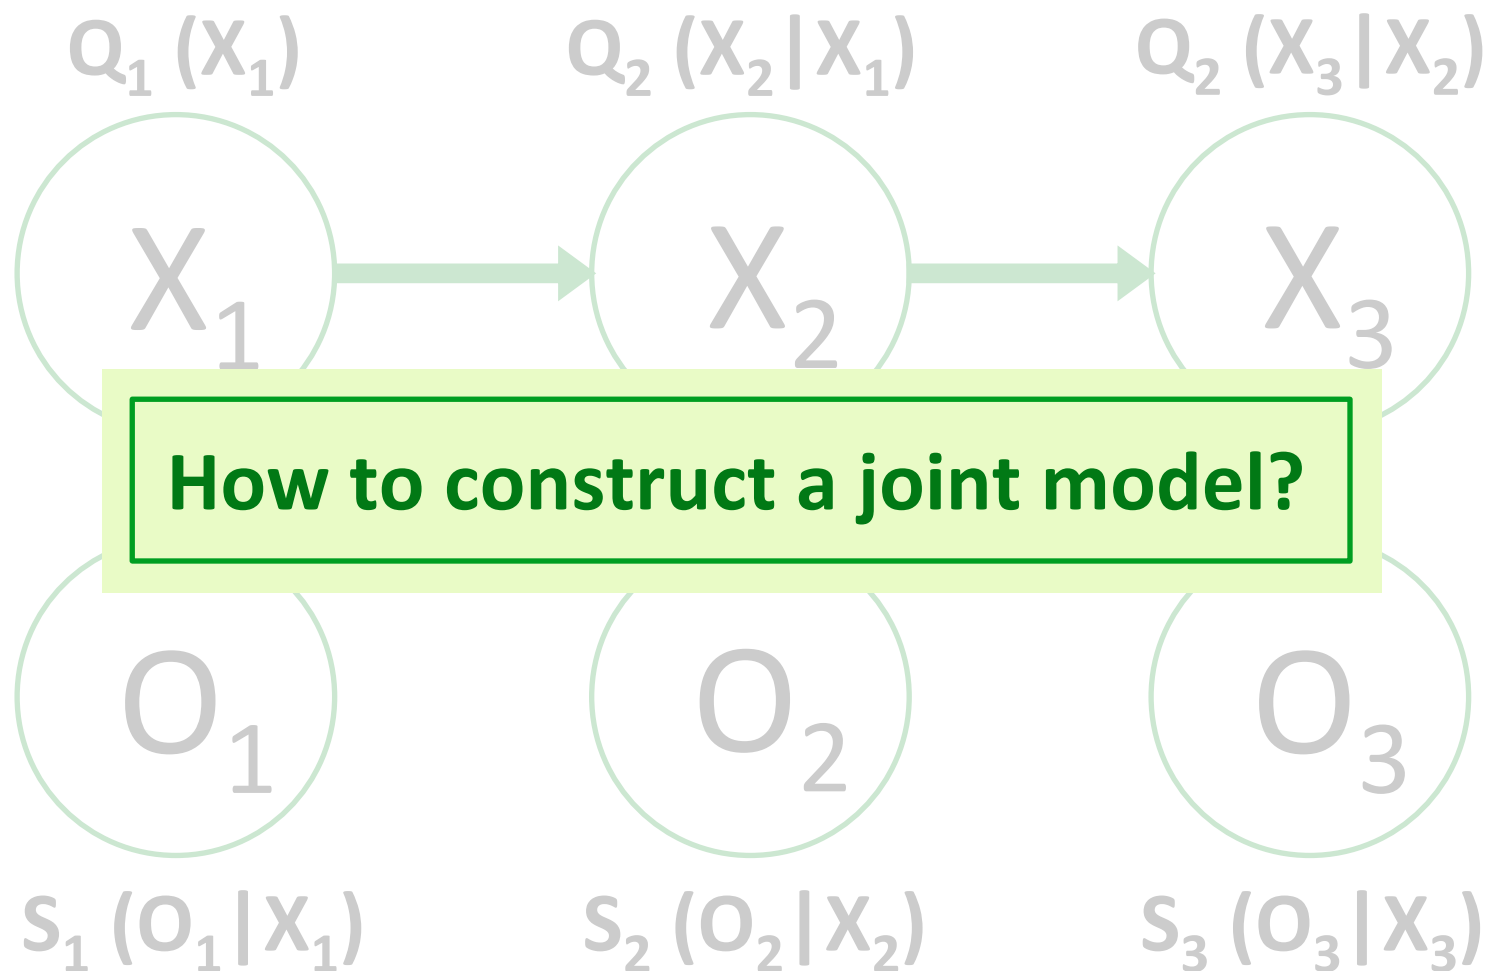 Q₁ (X₁) Q₂ (X₂|X₁) Q₂ (X₃|X₂)
X₁ X₂ X₃
How to construct a joint model?
O₁ O₂ O₃
S₁ (O₁|X₁) S₂ (O₂|X₂) S₃ (O₃|X₃)